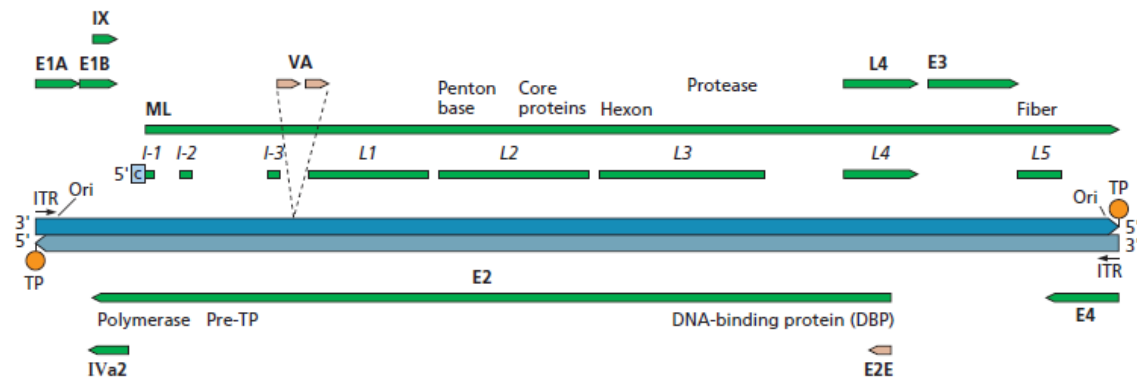 IX
E1A E1B VA L4 E3
Penton base Core proteins Hexon Protease
ML Fiber
I-1 I-2 I-3 L1 L2 L3 L4 L5
5' C
ITR Ori Ori TP
3' 5'
5' 3'
TP ITR
E2
Polymerase Pre-TP DNA-binding protein (DBP) E4
IVa2 E2E